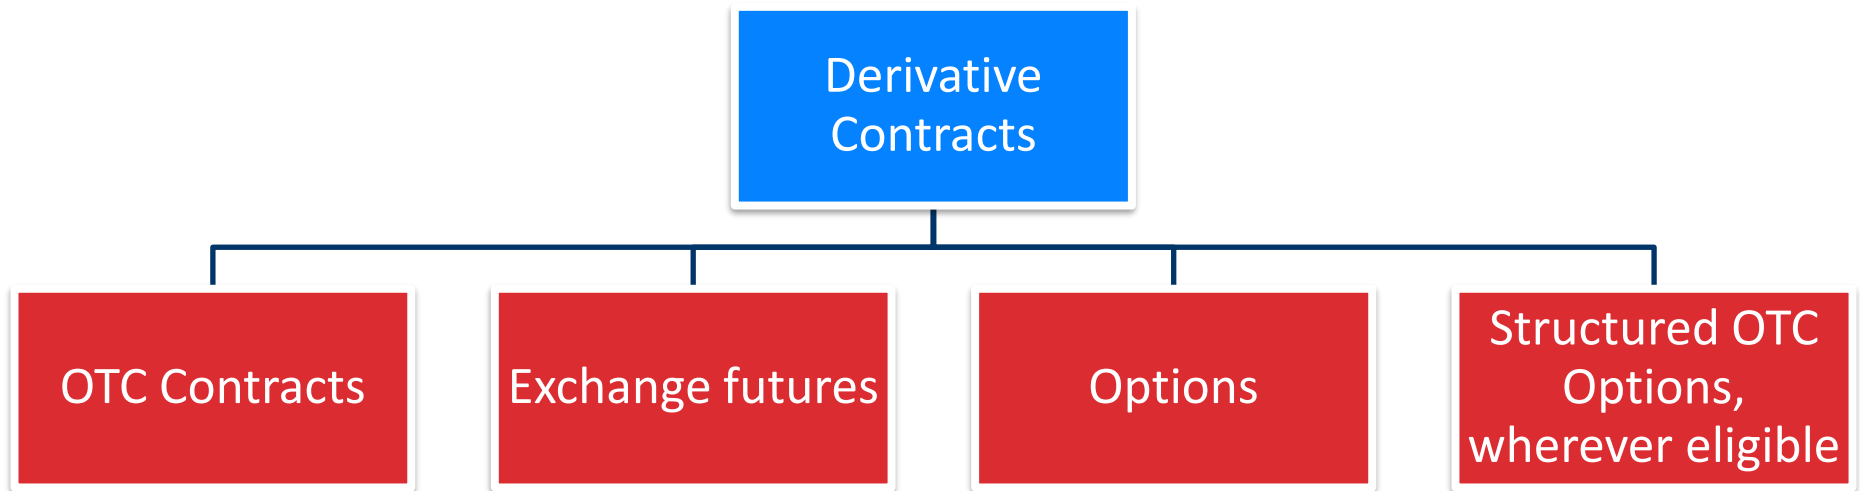 Derivative
Contracts
OTC Contracts
Exchange futures
Options
Structured OTC
Options,
wherever eligible